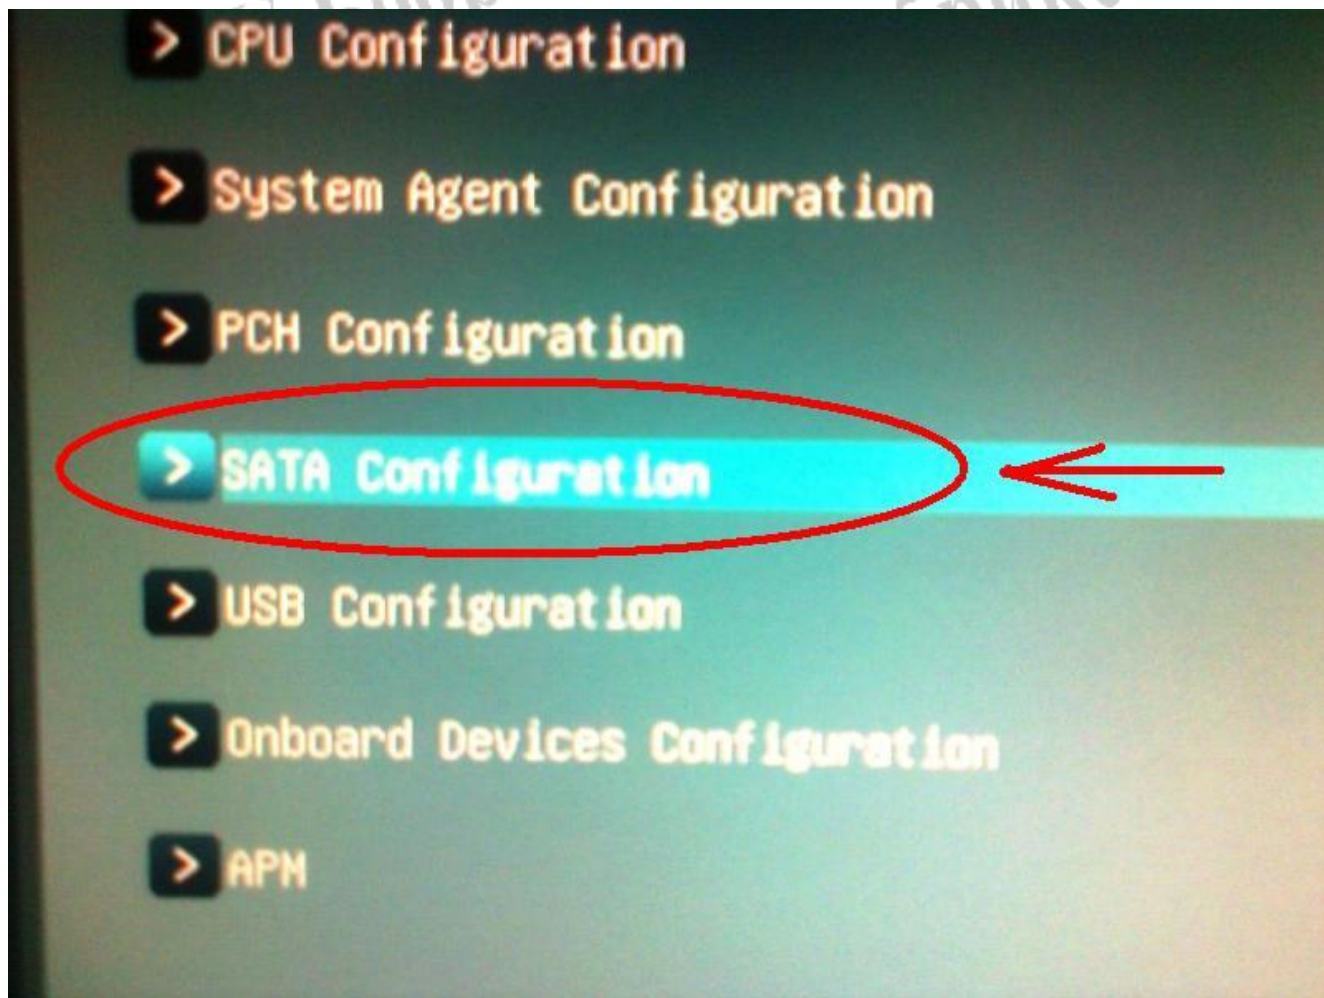 > CPU Configuration
> System Agent Configuration
> PCH Configuration
> SATA Configuration
> USB Configuration
> Onboard Devices Configuration
> APM